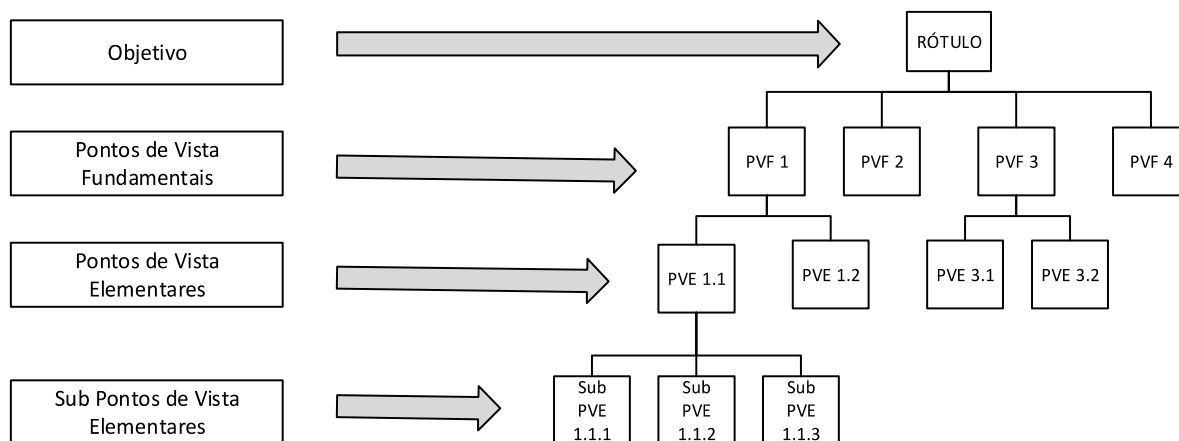 Objetivo
RÓTULO
Pontos de Vista
Fundamentais
PVF 1
PVF 2
PVF 3
PVF 4
Pontos de Vista
Elementares
PVE 1.1
PVE 1.2
PVE 3.1
PVE 3.2
Sub Pontos de Vista
Elementares
Sub
PVE
1.1.1
Sub
PVE
1.1.2
Sub
PVE
1.1.3